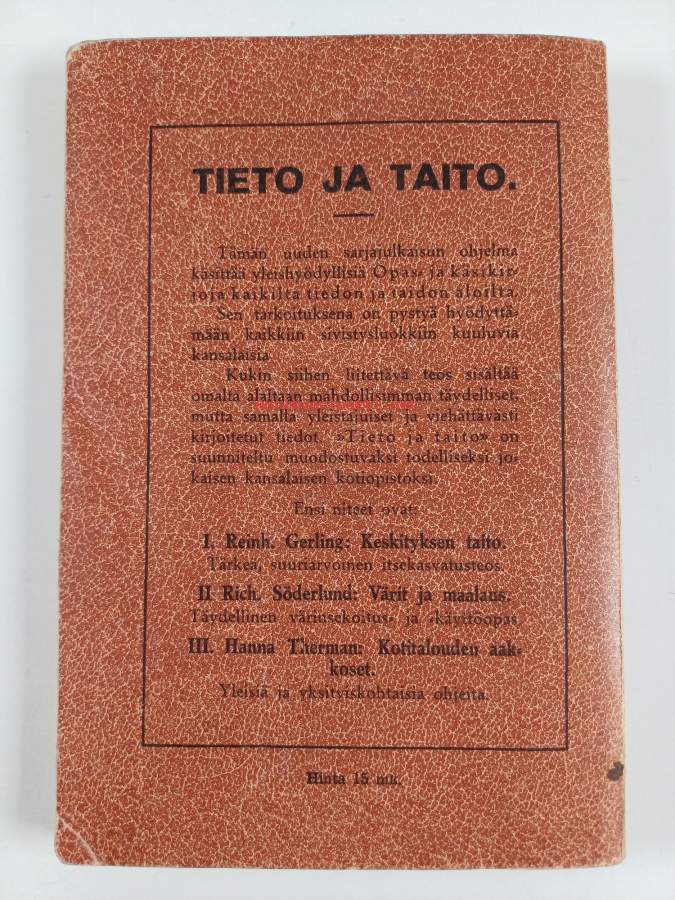 TIETO JA TAITO.
Tämän uuden sarjajulkaisun ohjelma
käsittää yleishyödyllisiä Opas- ja käsikir-
joja kaikilta tiedon ja taidon aloilta.
Sen tarkoituksena on pystyä hyödyttä-
mään kaikkiin sivistysluokkiin kuuluvia
kansalaisia
Kukin siihen liitettävä teos sisältää
omalta alaltaan mahdollisimman täydelliset,
mutta samalla yleistajuiset ja viehättävästi
kirjoitetut tiedot. »Tieto ja taito» on
suunniteltu muodostuvaksi todelliseksi jo-
kaisen kansalaisen kotiopistoksi.
Ensi niteet ovat:
I. Reinh. Gerling: Keskityksen taito.
Tärkea, suuriarvoinen itsekasvatusteos.
II Rich. Söderlund: Värit ja maalaus.
Täydellinen värinsekoitus- ja -käyttöopas
III. Hanna Therman: Kotitalouden aak-
koset.
Yleisiä ja yksityiskohtaisia ohjeita.
Hinta 15 mk.